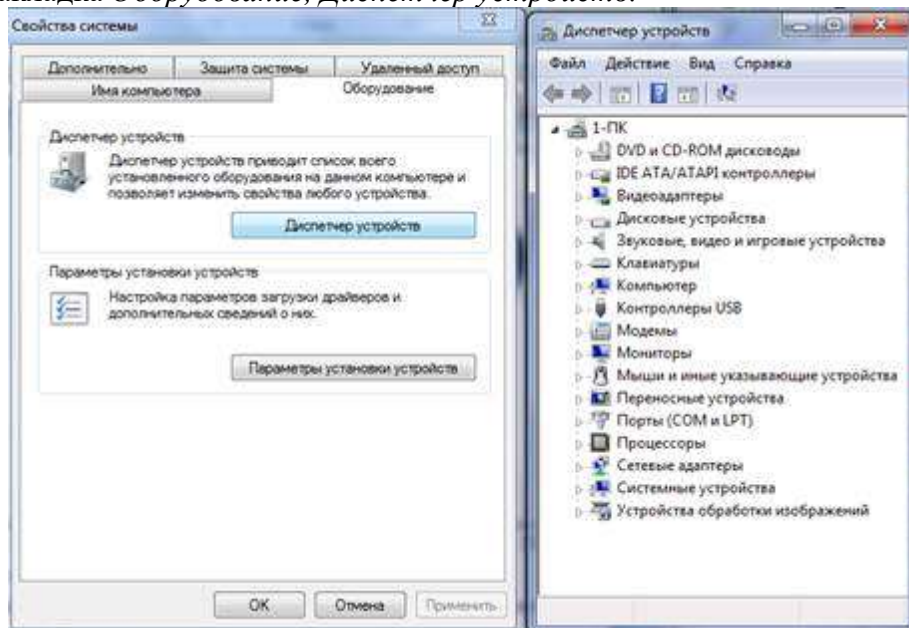 Оборудование, Диспетчер устройств.
Свойства системы
Дополнительно Защита системы Удаленный доступ
Имя компьютера Оборудование
Диспетчер устройств
Диспетчер устройств приводит список всего
установленного оборудования на данном компьютере и
позволяет изменить свойства любого устройства.
Диспетчер устройств
Параметры установки устройств
Настройка параметров загрузки драйверов и
дополнительных сведений о них.
Параметры установки устройств
ОК Отмена Применить
Диспетчер устройств
Файл Действие Вид Справка
1-ПК
DVD и CD-ROM дисководы
IDE ATA/ATAPI контроллеры
Видеоадаптеры
Дисковые устройства
Звуковые, видео и игровые устройства
Клавиатуры
Компьютер
Контроллеры USB
Модемы
Мониторы
Мыши и иные указывающие устройства
Переносные устройства
Порты (COM и LPT)
Процессоры
Сетевые адаптеры
Системные устройства
Устройства обработки изображений